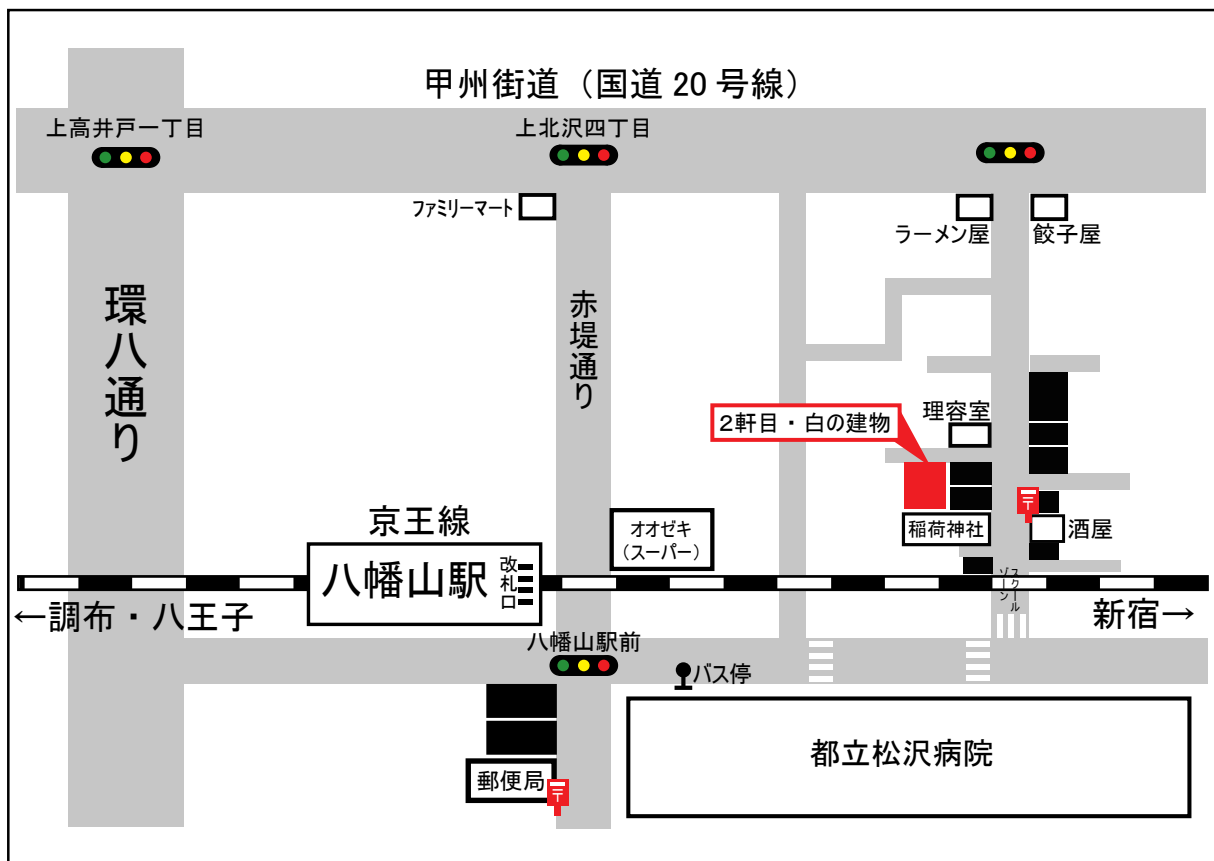 甲州街道（国道 20 号線）
上高井戸一丁目
上北沢四丁目
ファミリーマート
ラーメン屋
餃子屋
環八通り
赤堤通り
2軒目・白の建物
理容室
〒
京王線
オオゼキ
（スーパー）
稲荷神社
酒屋
八幡山駅
改札口
スクール
ゾーン
←調布・八王子
新宿→
八幡山駅前
バス停
都立松沢病院
郵便局
〒